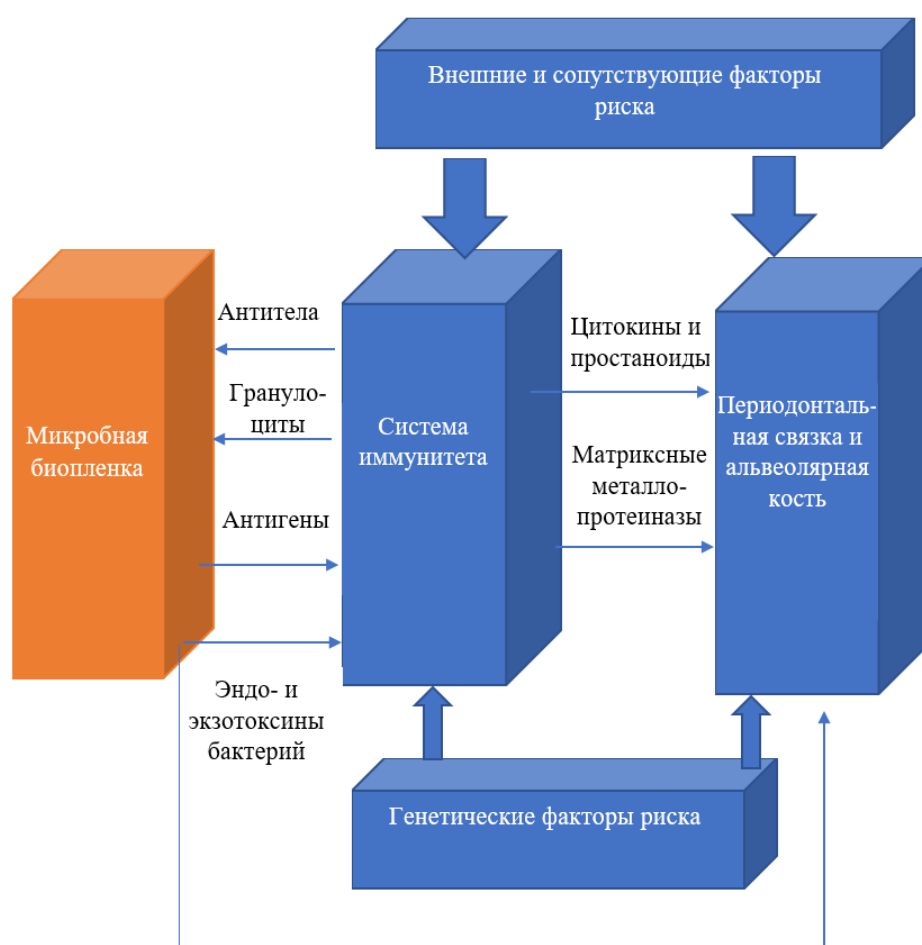 Внешние и сопутствующие факторы
риска
Антитела
Грануло-
циты
Антигены
Эндо- и
экзотоксины
бактерий
Микробная
биопленка
Система
иммунитета
Цитокины и
простаноиды
Матриксные
металло-
протеиназы
Периодонталь-
ная связка и
альвеолярная
кость
Генетические факторы риска